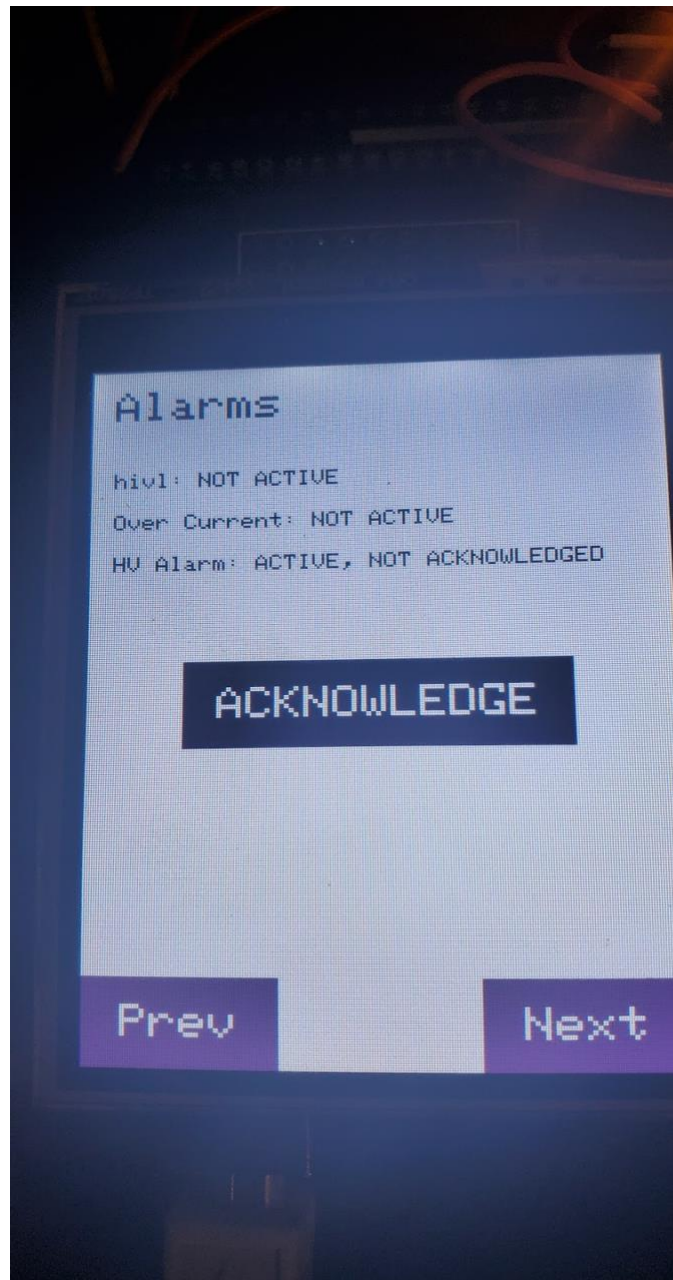 Alarms
hivl: NOT ACTIVE
Over Current: NOT ACTIVE
HV Alarm: ACTIVE, NOT ACKNOWLEDGED
ACKNOWLEDGE
Prev
Next